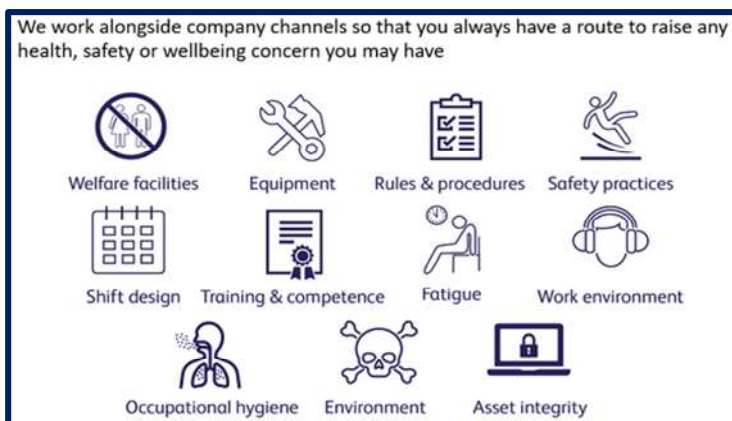 We work alongside company channels so that you always have a route to raise any
health, safety or wellbeing concern you may have
Welfare facilities
Equipment
Rules & procedures
Safety practices
Shift design
Training & competence
Fatigue
Work environment
Occupational hygiene
Environment
Asset integrity